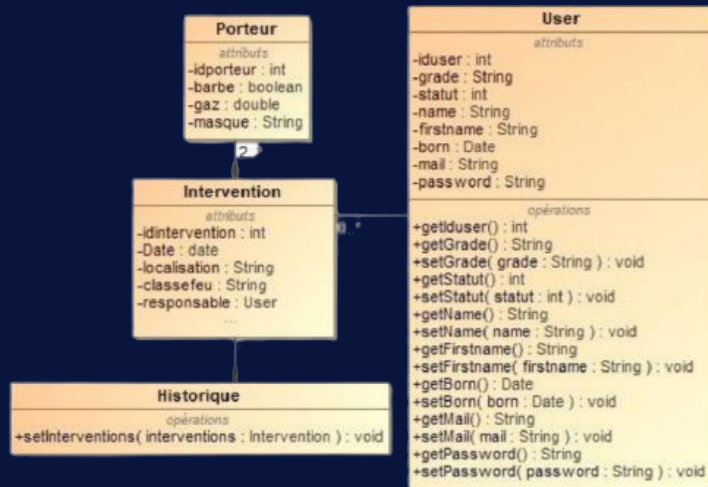 Porteur
attributs
-idporteur : int
-barbe : boolean
-gaz : double
-masque : String
2
Intervention
attributs
-idintervention : int
-Date : date
-localisation : String
-classefeu : String
-responsable : User
...
Historique
opérations
+setInterventions( interventions : Intervention ) : void
User
attributs
-iduser : int
-grade : String
-statut : int
-name : String
-firstname : String
-born : Date
-mail : String
-password : String
opérations
+getIduser() : int
+getGrade() : String
+setGrade( grade : String ) : void
+getStatut() : int
+setStatut( statut : int ) : void
+getName() : String
+setName( name : String ) : void
+getFirstname() : String
+setFirstname( firstname : String ) : void
+getBorn() : Date
+setBorn( born : Date ) : void
+getMail() : String
+setMail( mail : String ) : void
+getPassword() : String
+setPassword( password : String ) : void